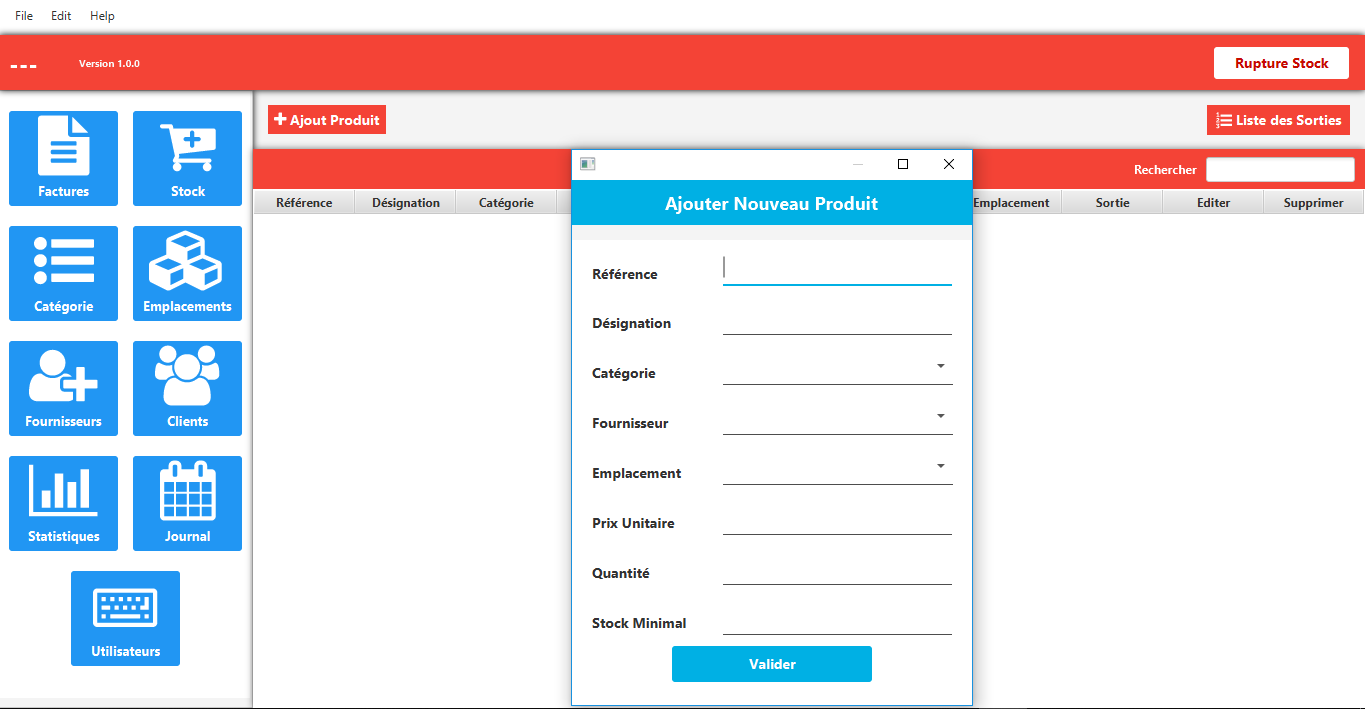 File Edit Help
--- Version 1.0.0 Rupture Stock
Factures
Stock
Catégorie
Emplacements
Fournisseurs
Clients
Statistiques
Journal
Utilisateurs
Ajout Produit
Liste des Sorties
Rechercher
Référence Désignation Catégorie Emplacement Sortie Editer Supprimer
Ajouter Nouveau Produit
Référence
Désignation
Catégorie
Fournisseur
Emplacement
Prix Unitaire
Quantité
Stock Minimal
Valider